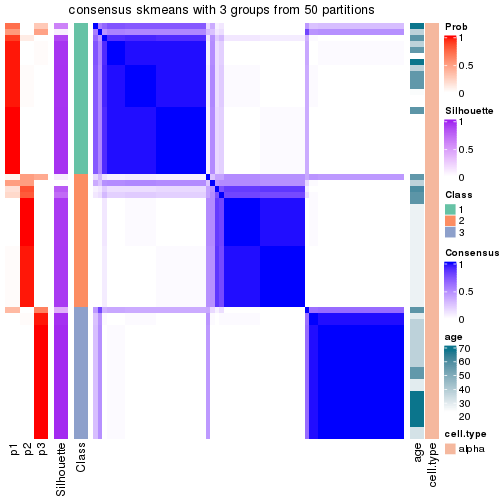 consensus skmeans with 3 groups from 50 partitions
Prob
1
0.5
0
Silhouette
1
0.5
0
Class
1
2
3
Consensus
1
0.5
0
age
70
60
50
40
30
20
cell.type
alpha
p1
p2
p3
Silhouette
Class
age
cell.type